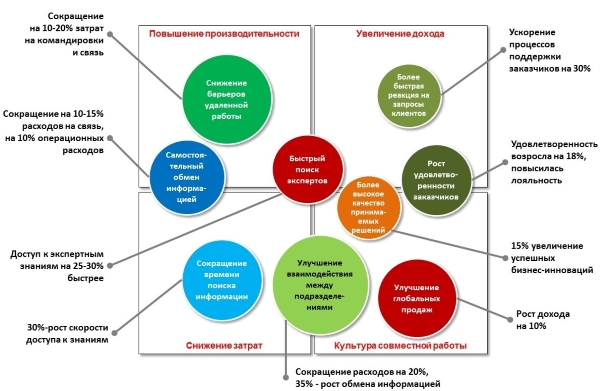 Сокращение
на 10-20% затрат
на командировки
и связь
Повышение производительности
Увеличение дохода
Ускорение
процессов
поддержки
заказчиков на 30%
Снижение
барьеров
удаленной
работы
Более
быстрая
реакция на
запросы
клиентов
Сокращение на 10-15%
расходов на связь,
на 10% операционных
расходов
Самостоя-
тельный
обмен
информа-
цией
Быстрый
поиск
экспертов
Рост
удовлетво-
ренности
заказчиков
Удовлетворенность
возросла на 18%,
повысилась
лояльность
Более
высокое
качество
принима-
емых
решений
Доступ к экспертным
знаниям на 25-30%
быстрее
Сокращение
времени
поиска
информации
Улучшение
взаимодействия
между
подразделе-
ниями
Улучшение
глобальных
продаж
15% увеличение
успешных
бизнес-инноваций
Рост дохода
на 10%
30%-рост скорости
доступа к знаниям
Снижение затрат
Культура совместной работы
Сокращение расходов на 20%,
35% - рост обмена информацией